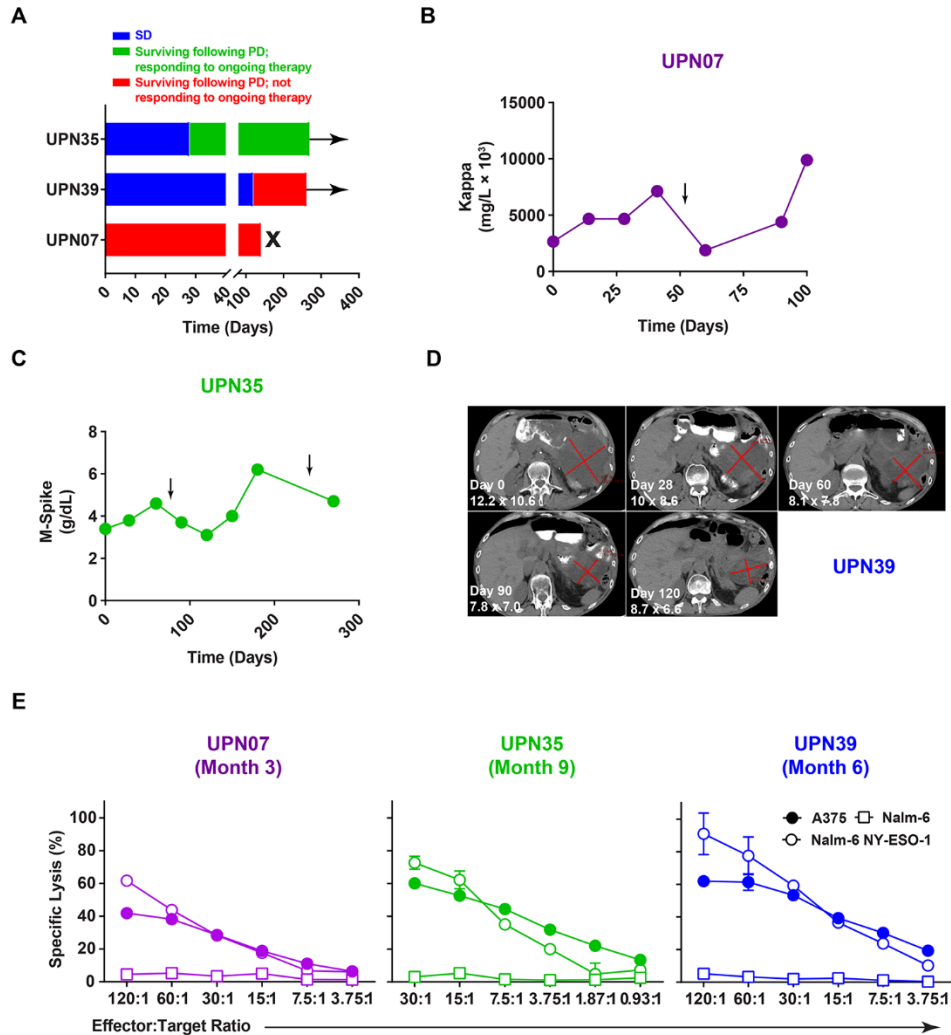 A
SD
Surviving following PD;
responding to ongoing therapy
Surviving following PD; not
responding to ongoing therapy
UPN35
UPN39
UPN07
X
0
10
20
30
40
100
200
300
400
Time (Days)
B
UPN07
15000
10000
5000
0
Kappa
(mg/L × 10³)
0
25
50
75
100
Time (Days)
C
UPN35
8
6
4
2
0
M-Spike
(g/dL)
0
100
200
300
Time (Days)
D
Day 0
12.2 x 10.6
Day 28
10 x 8.6
Day 60
8.1 x 7.8
Day 90
7.8 x 7.0
Day 120
8.7 x 6.6
UPN39
E
UPN07
(Month 3)
UPN35
(Month 9)
UPN39
(Month 6)
A375
Nalm-6
Nalm-6 NY-ESO-1
100
80
60
40
20
0
Specific Lysis (%)
120:1 60:1 30:1 15:1 7.5:1 3.75:1
30:1 15:1 7.5:1 3.75:1 1.87:1 0.93:1
120:1 60:1 30:1 15:1 7.5:1 3.75:1
Effector:Target Ratio